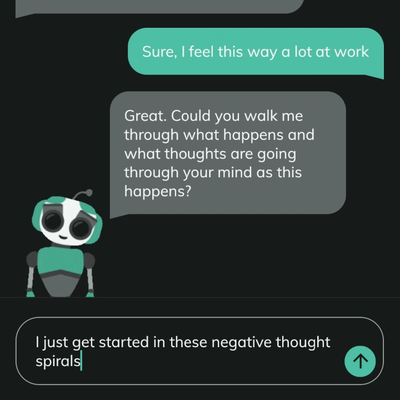 Sure, I feel this way a lot at work
Great. Could you walk me
through what happens and
what thoughts are going
through your mind as this
happens?
I just get started in these negative thought
spirals